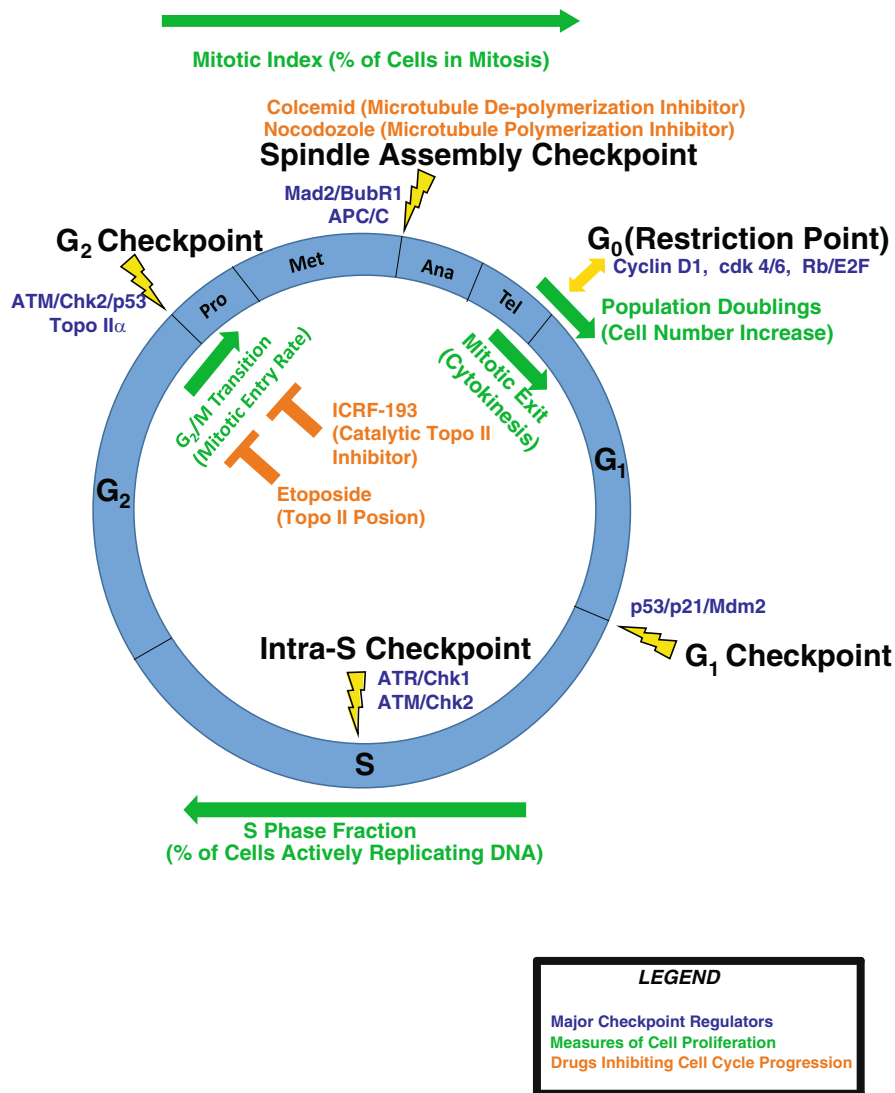 Mitotic Index (% of Cells in Mitosis)
Colcemid (Microtubule De-polymerization Inhibitor)
Nocodozole (Microtubule Polymerization Inhibitor)
Spindle Assembly Checkpoint
Mad2/BubR1
APC/C
G2 Checkpoint
ATM/Chk2/p53
Topo IIα
G0(Restriction Point)
Cyclin D1, cdk 4/6, Rb/E2F
Population Doublings
(Cell Number Increase)
Pro
Met
Ana
Tel
G2/M Transition
(Mitotic Entry Rate)
Mitotic Exit
(Cytokinesis)
ICRF-193
(Catalytic Topo II
Inhibitor)
Etoposide
(Topo II Posion)
G2
G1
p53/p21/Mdm2
G1 Checkpoint
Intra-S Checkpoint
ATR/Chk1
ATM/Chk2
S
S Phase Fraction
(% of Cells Actively Replicating DNA)
LEGEND
Major Checkpoint Regulators
Measures of Cell Proliferation
Drugs Inhibiting Cell Cycle Progression